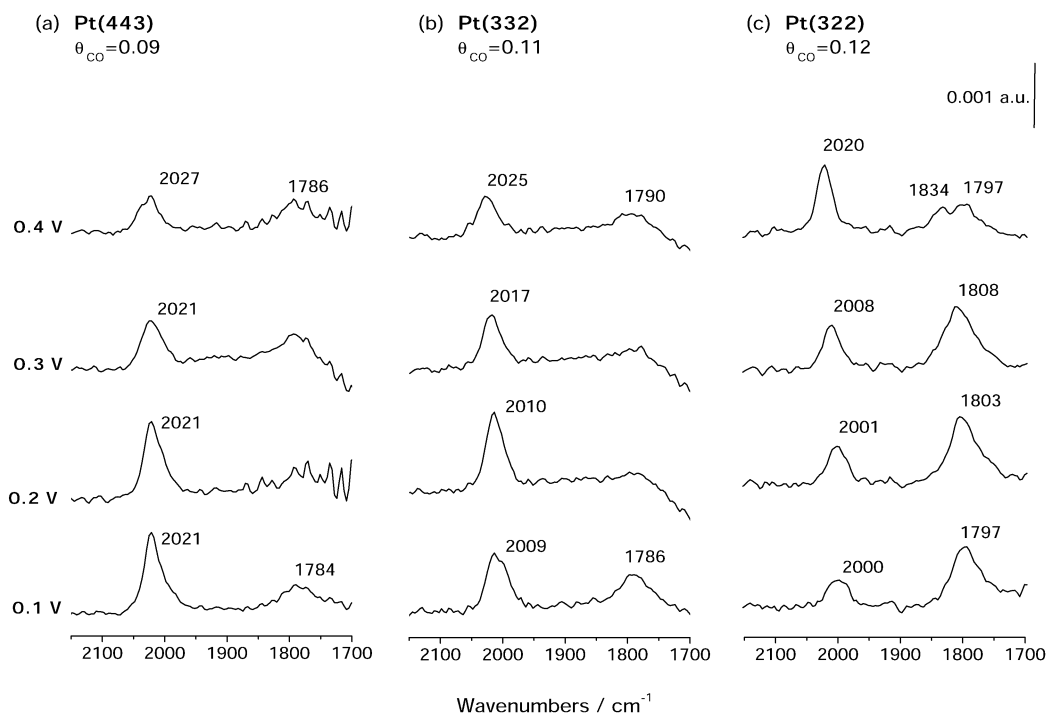 (a) Pt(443) (b) Pt(332) (c) Pt(322)
θCO=0.09 θCO=0.11 θCO=0.12
0.001 a.u.
2020
2027 1786 2025 1790 1834 1797
0.4 V
2021 2017 2008 1808
0.3 V
2021 2010 2001 1803
0.2 V
2021 1784 2009 1786 2000 1797
0.1 V
2100 2000 1900 1800 1700 2100 2000 1900 1800 1700 2100 2000 1900 1800 1700
Wavenumbers / cm⁻¹